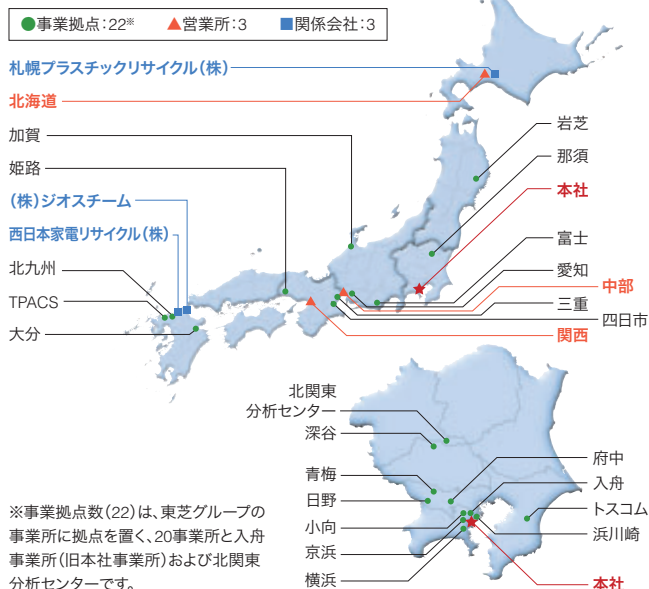 ●事業拠点:22※ ▲営業所:3 ■関係会社:3
札幌プラスチックリサイクル(株)
北海道
加賀
姫路
(株)ジオスチーム
西日本家電リサイクル(株)
北九州
TPACS
大分
岩芝
那須
本社
富士
愛知
中部
三重
四日市
関西
北関東
分析センター
深谷
青梅
日野
小向
京浜
横浜
府中
入舟
トスコム
浜川崎
本社
※事業拠点数(22)は、東芝グループの
事業所に拠点を置く、20事業所と入舟
事業所(旧本社事業所)および北関東
分析センターです。